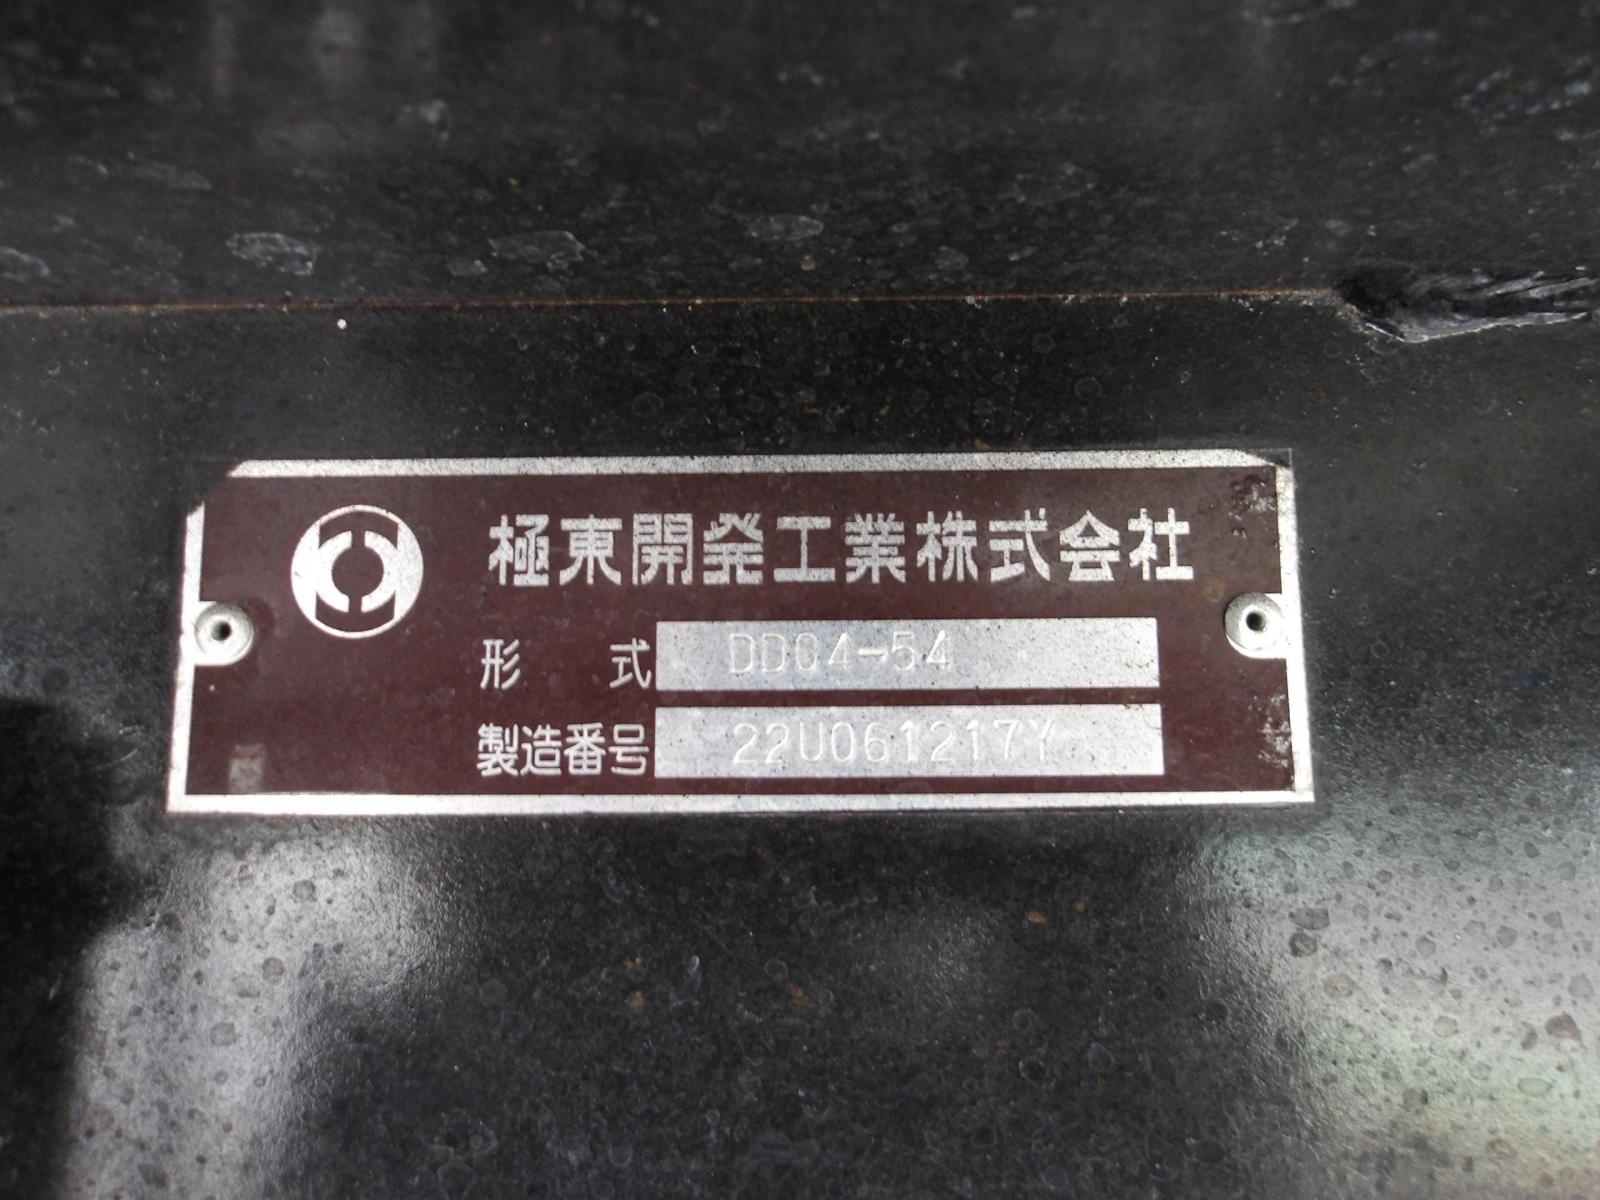 極東開発工業株式会社
形式 DD04-54
製造番号 22U061217Y